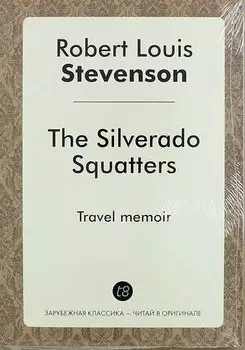 Robert Louis
Stevenson
The Silverado
Squatters
Travel memoir
t8
ЗАРУБЕЖНАЯ КЛАССИКА – ЧИТАЙ В ОРИГИНАЛЕ